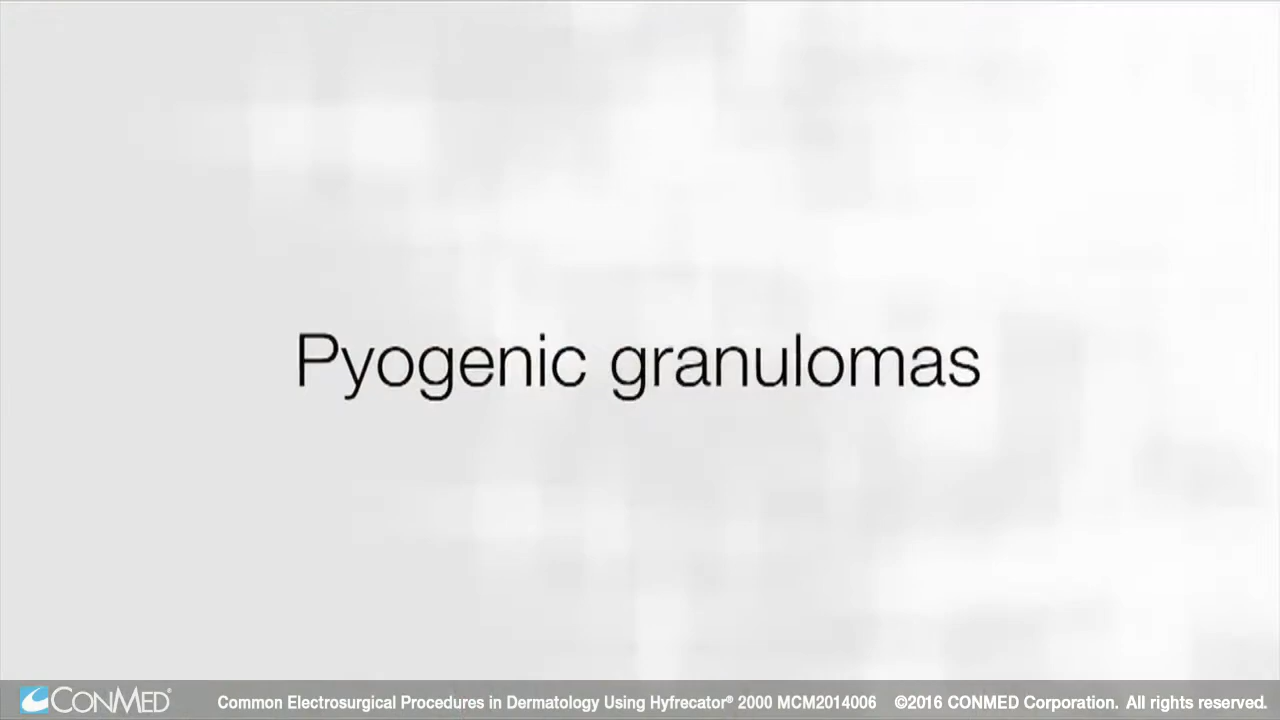 Pyogenic granulomas
CONMED® Common Electrosurgical Procedures in Dermatology Using Hyfrecator® 2000 MCM2014006 ©2016 CONMED Corporation. All rights reserved.